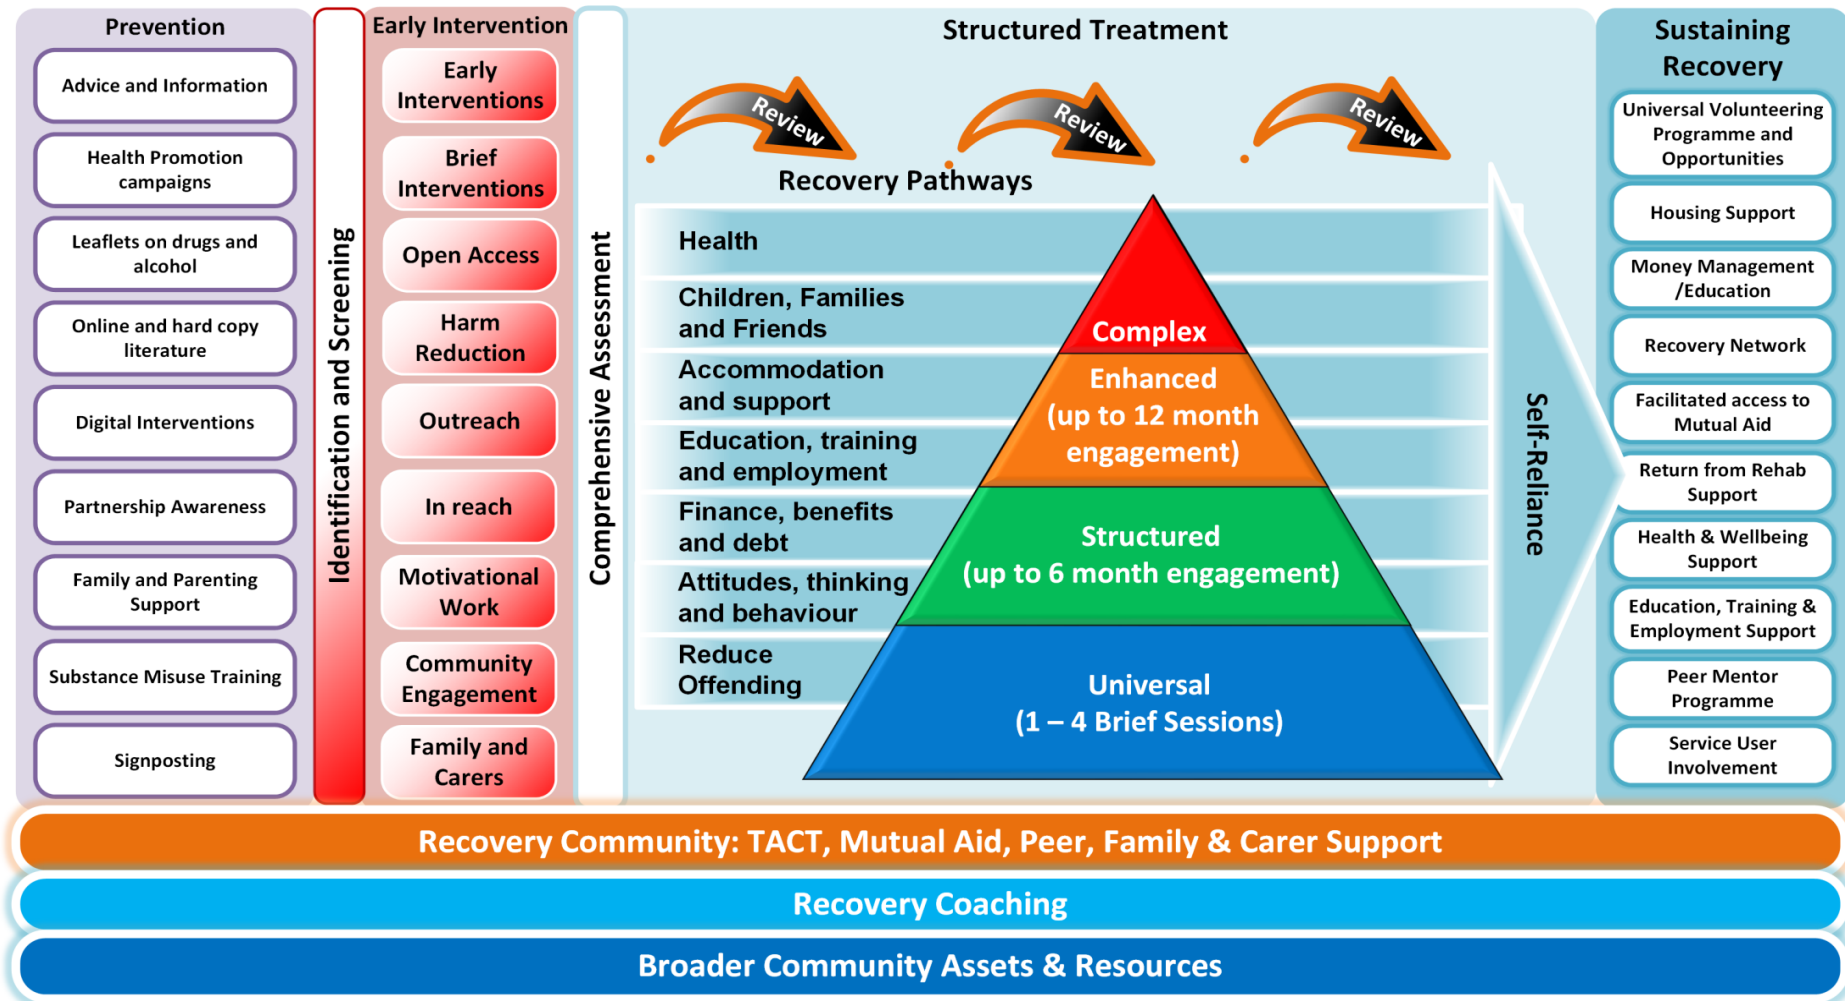 Prevention
Advice and Information
Health Promotion
campaigns
Leaflets on drugs and
alcohol
Online and hard copy
literature
Digital Interventions
Partnership Awareness
Family and Parenting
Support
Substance Misuse Training
Signposting
Identification and Screening
Early Intervention
Early
Interventions
Brief
Interventions
Open Access
Harm
Reduction
Outreach
In reach
Motivational
Work
Community
Engagement
Family and
Carers
Comprehensive Assessment
Structured Treatment
Review
Review
Review
Recovery Pathways
Health
Children, Families
and Friends
Accommodation
and support
Education, training
and employment
Finance, benefits
and debt
Attitudes, thinking
and behaviour
Reduce
Offending
Complex
Enhanced
(up to 12 month
engagement)
Structured
(up to 6 month engagement)
Universal
(1 – 4 Brief Sessions)
Self-Reliance
Sustaining
Recovery
Universal Volunteering
Programme and
Opportunities
Housing Support
Money Management
/Education
Recovery Network
Facilitated access to
Mutual Aid
Return from Rehab
Support
Health & Wellbeing
Support
Education, Training &
Employment Support
Peer Mentor
Programme
Service User
Involvement
Recovery Community: TACT, Mutual Aid, Peer, Family & Carer Support
Recovery Coaching
Broader Community Assets & Resources